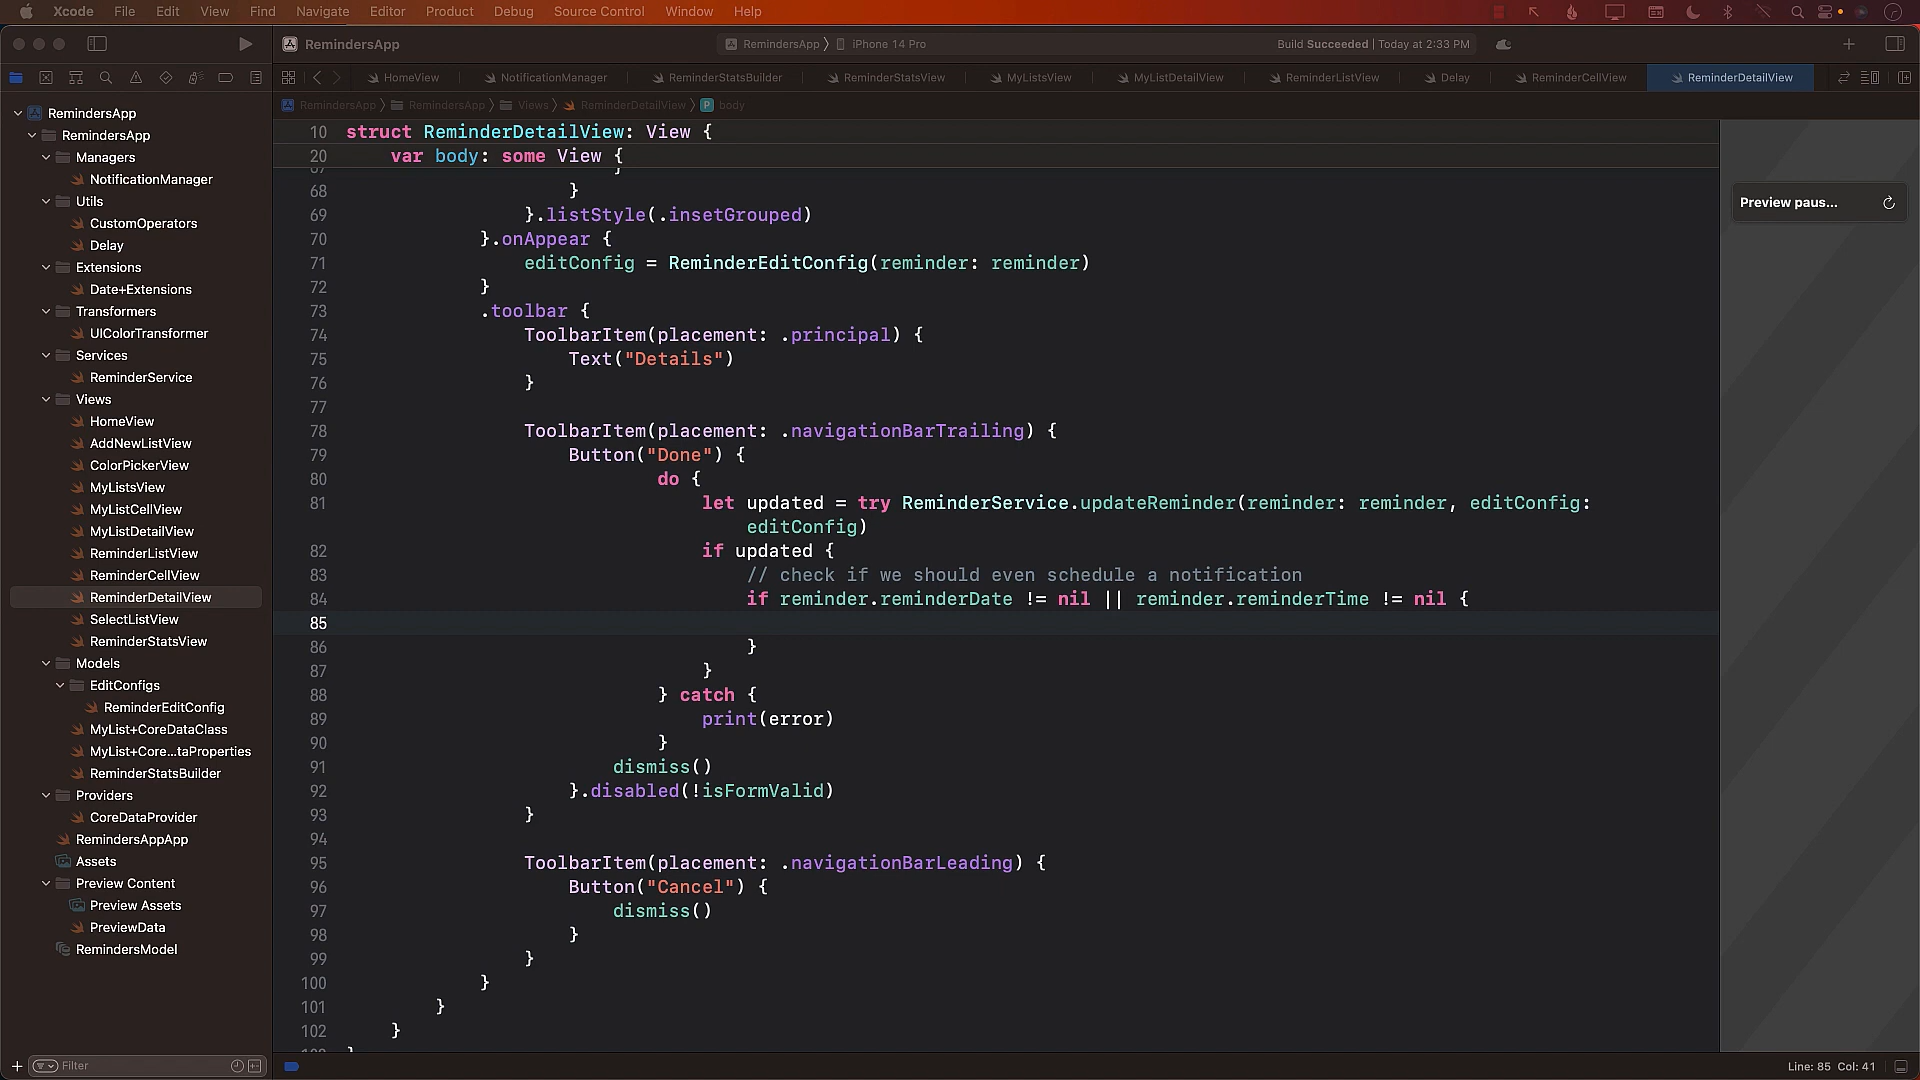 Xcode File Edit View Find Navigate Editor Product Debug Source Control Window Help
RemindersApp
RemindersApp iPhone 14 Pro
Build Succeeded | Today at 2:33 PM
HomeView NotificationManager ReminderStatsBuilder ReminderStatsView MyListsView MyListDetailView ReminderListView Delay ReminderCellView ReminderDetailView
RemindersApp RemindersApp Views ReminderDetailView P body
RemindersApp
RemindersApp
Managers
NotificationManager
Utils
CustomOperators
Delay
Extensions
Date+Extensions
Transformers
UIColorTransformer
Services
ReminderService
Views
HomeView
AddNewListView
ColorPickerView
MyListsView
MyListCellView
MyListDetailView
ReminderListView
ReminderCellView
ReminderDetailView
SelectListView
ReminderStatsView
Models
EditConfigs
ReminderEditConfig
MyList+CoreDataClass
MyList+Core...taProperties
ReminderStatsBuilder
Providers
CoreDataProvider
RemindersAppApp
Assets
Preview Content
Preview Assets
PreviewData
RemindersModel
Filter
10 struct ReminderDetailView: View {
20 var body: some View {
67 }
68 }
69 }.listStyle(.insetGrouped)
70 }.onAppear {
71 editConfig = ReminderEditConfig(reminder: reminder)
72 }
73 .toolbar {
74 ToolbarItem(placement: .principal) {
75 Text("Details")
76 }
77
78 ToolbarItem(placement: .navigationBarTrailing) {
79 Button("Done") {
80 do {
81 let updated = try ReminderService.updateReminder(reminder: reminder, editConfig:
editConfig)
82 if updated {
83 // check if we should even schedule a notification
84 if reminder.reminderDate != nil || reminder.reminderTime != nil {
85
86 }
87 }
88 } catch {
89 print(error)
90 }
91 dismiss()
92 }.disabled(!isFormValid)
93 }
94
95 ToolbarItem(placement: .navigationBarLeading) {
96 Button("Cancel") {
97 dismiss()
98 }
99 }
100 }
101 }
102 }
Preview paus...
Line: 85 Col: 41